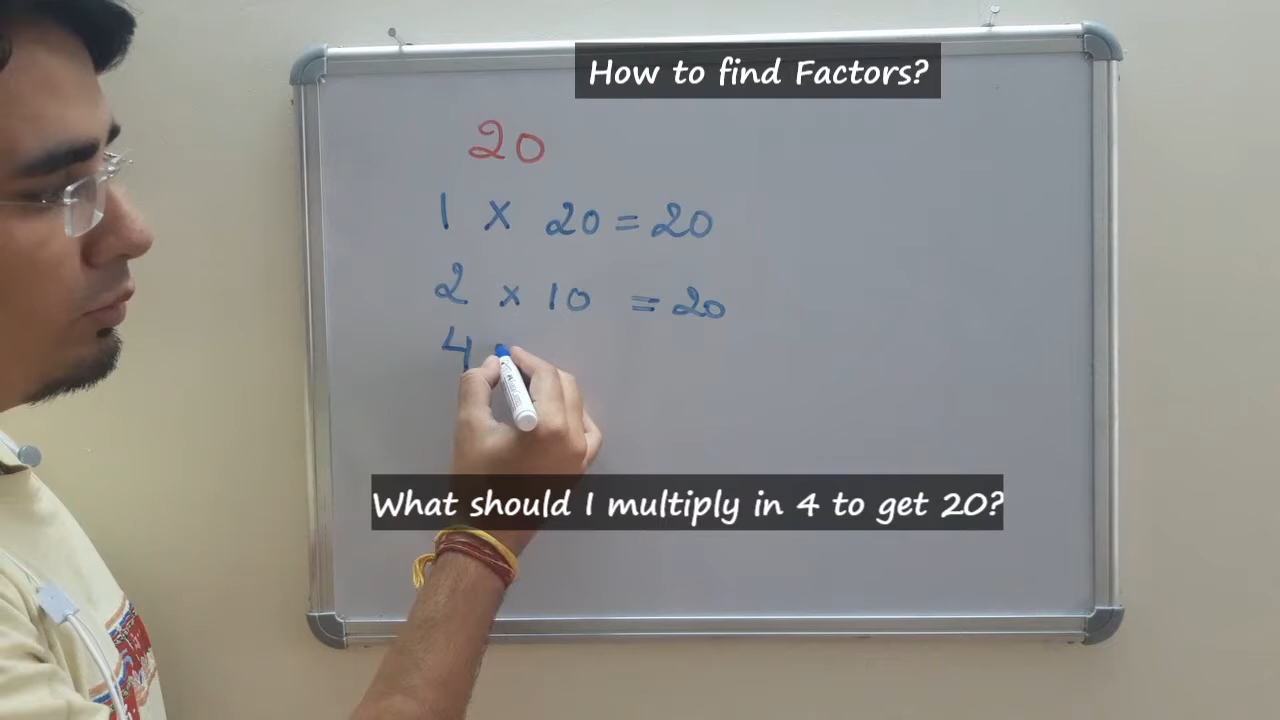 How to find Factors?
20
1 × 20 = 20
2 × 10 = 20
4
What should I multiply in 4 to get 20?